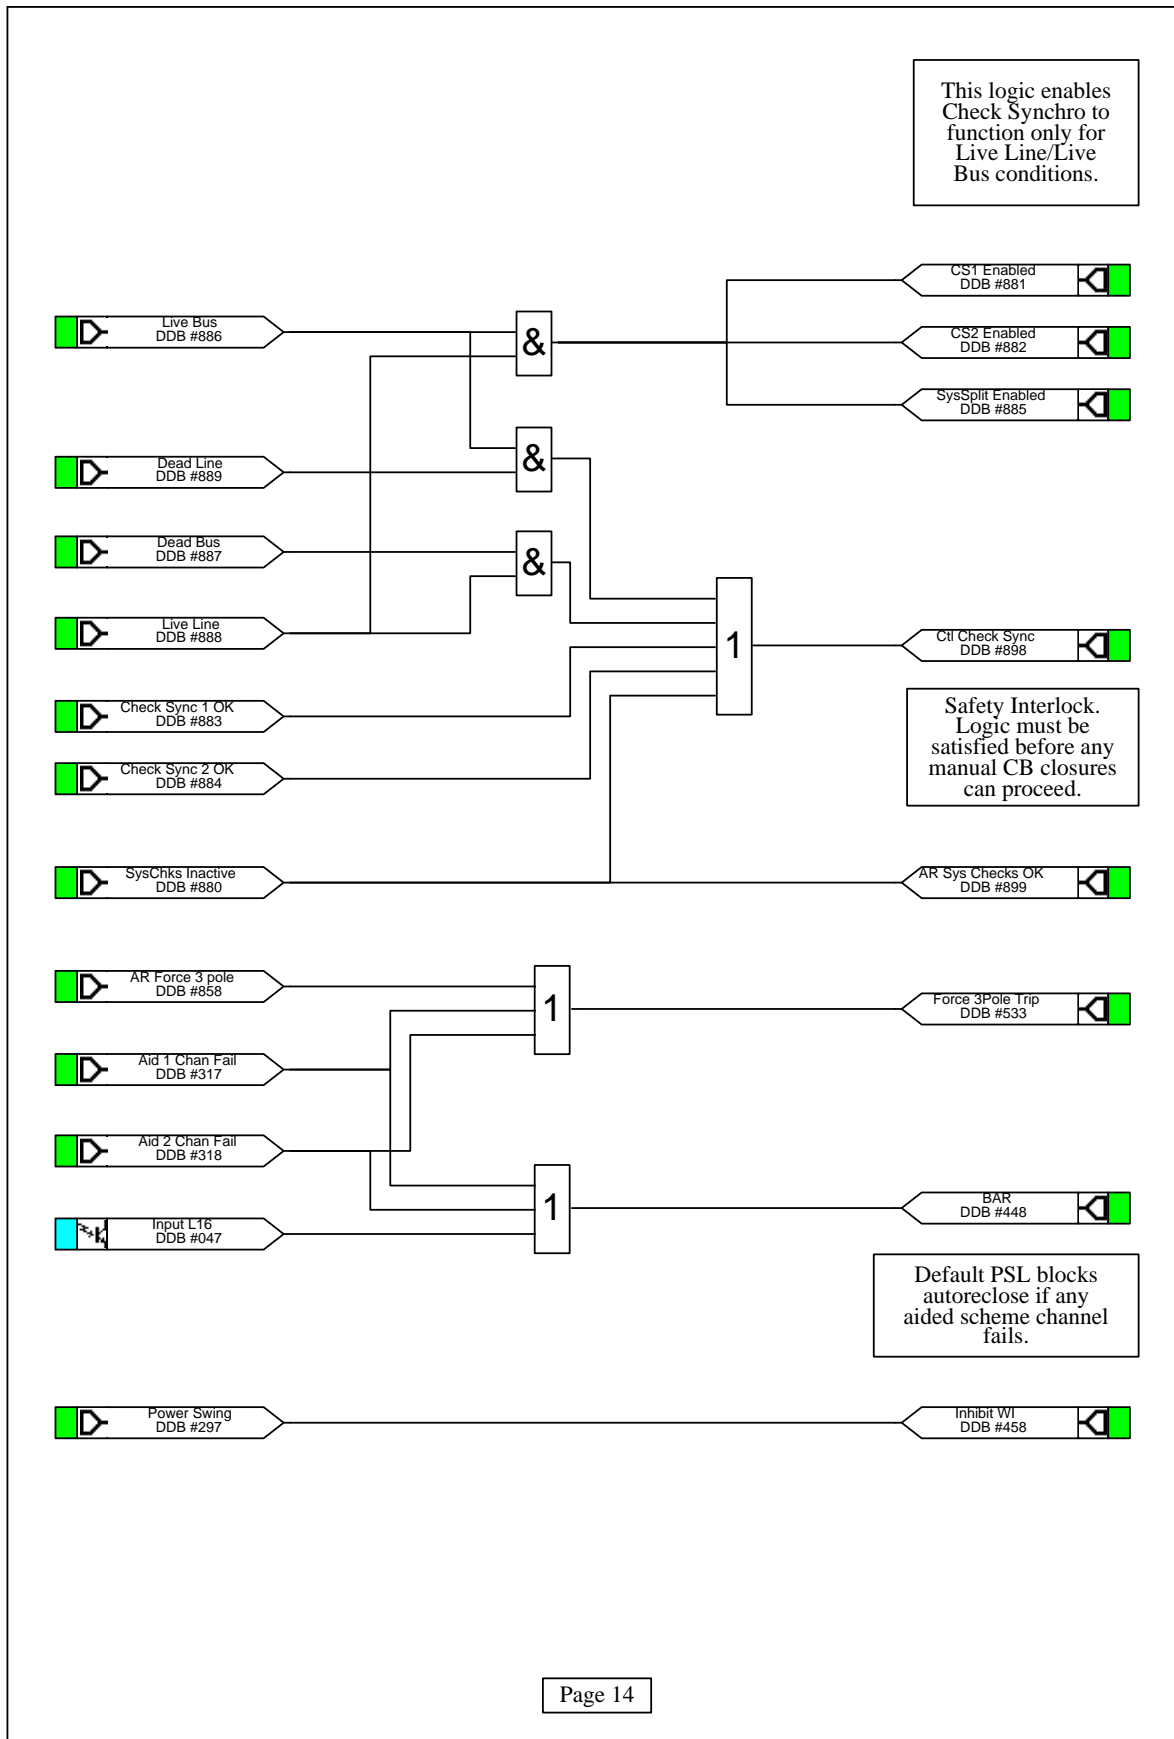 This logic enables
Check Synchro to
function only for
Live Line/Live
Bus conditions.
CS1 Enabled
DDB #881
Live Bus
DDB #886
&
CS2 Enabled
DDB #882
SysSplit Enabled
DDB #885
Dead Line
DDB #889
&
Dead Bus
DDB #887
&
Live Line
DDB #888
1
Ctl Check Sync
DDB #898
Check Sync 1 OK
DDB #883
Safety Interlock.
Logic must be
satisfied before any
manual CB closures
can proceed.
Check Sync 2 OK
DDB #884
SysChks Inactive
DDB #880
AR Sys Checks OK
DDB #899
AR Force 3 pole
DDB #858
1
Force 3Pole Trip
DDB #533
Aid 1 Chan Fail
DDB #317
Aid 2 Chan Fail
DDB #318
1
BAR
DDB #448
Input L16
DDB #047
Default PSL blocks
autoreclose if any
aided scheme channel
fails.
Power Swing
DDB #297
Inhibit WI
DDB #458
Page 14